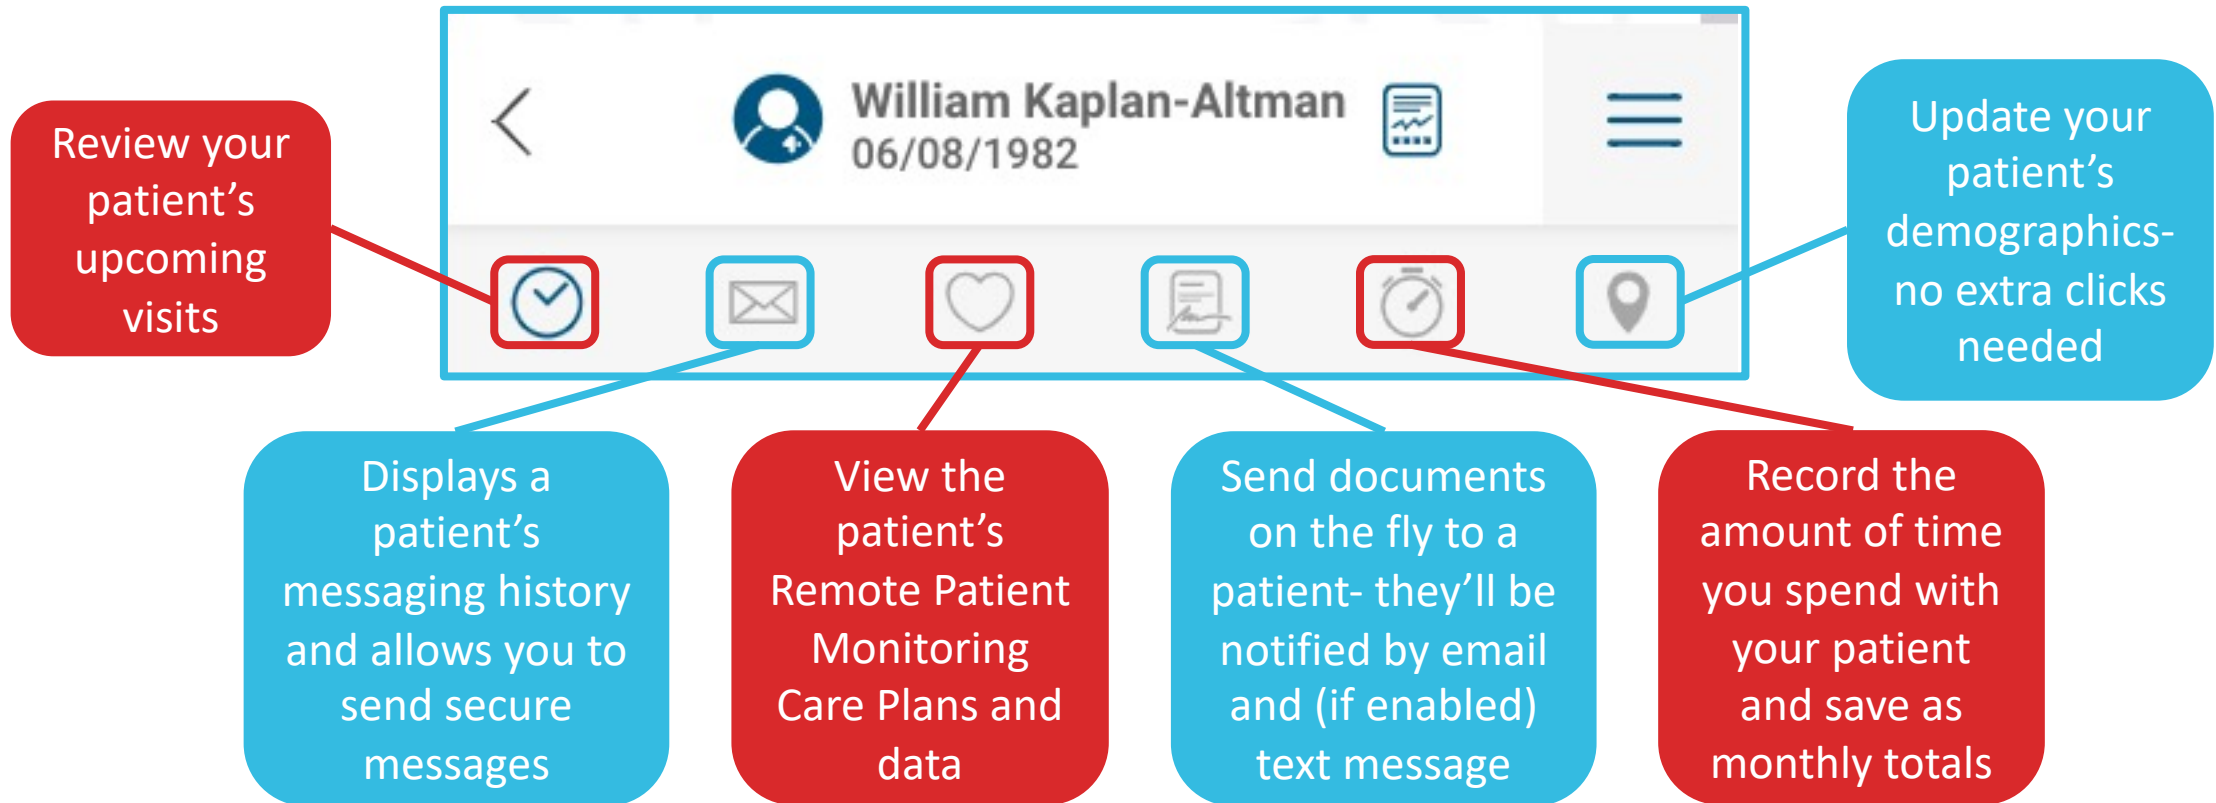 William Kaplan-Altman
06/08/1982
Review your
patient’s
upcoming
visits
Update your
patient’s
demographics-
no extra clicks
needed
Displays a
patient’s
messaging history
and allows you to
send secure
messages
View the
patient’s
Remote Patient
Monitoring
Care Plans and
data
Send documents
on the fly to a
patient- they’ll be
notified by email
and (if enabled)
text message
Record the
amount of time
you spend with
your patient
and save as
monthly totals